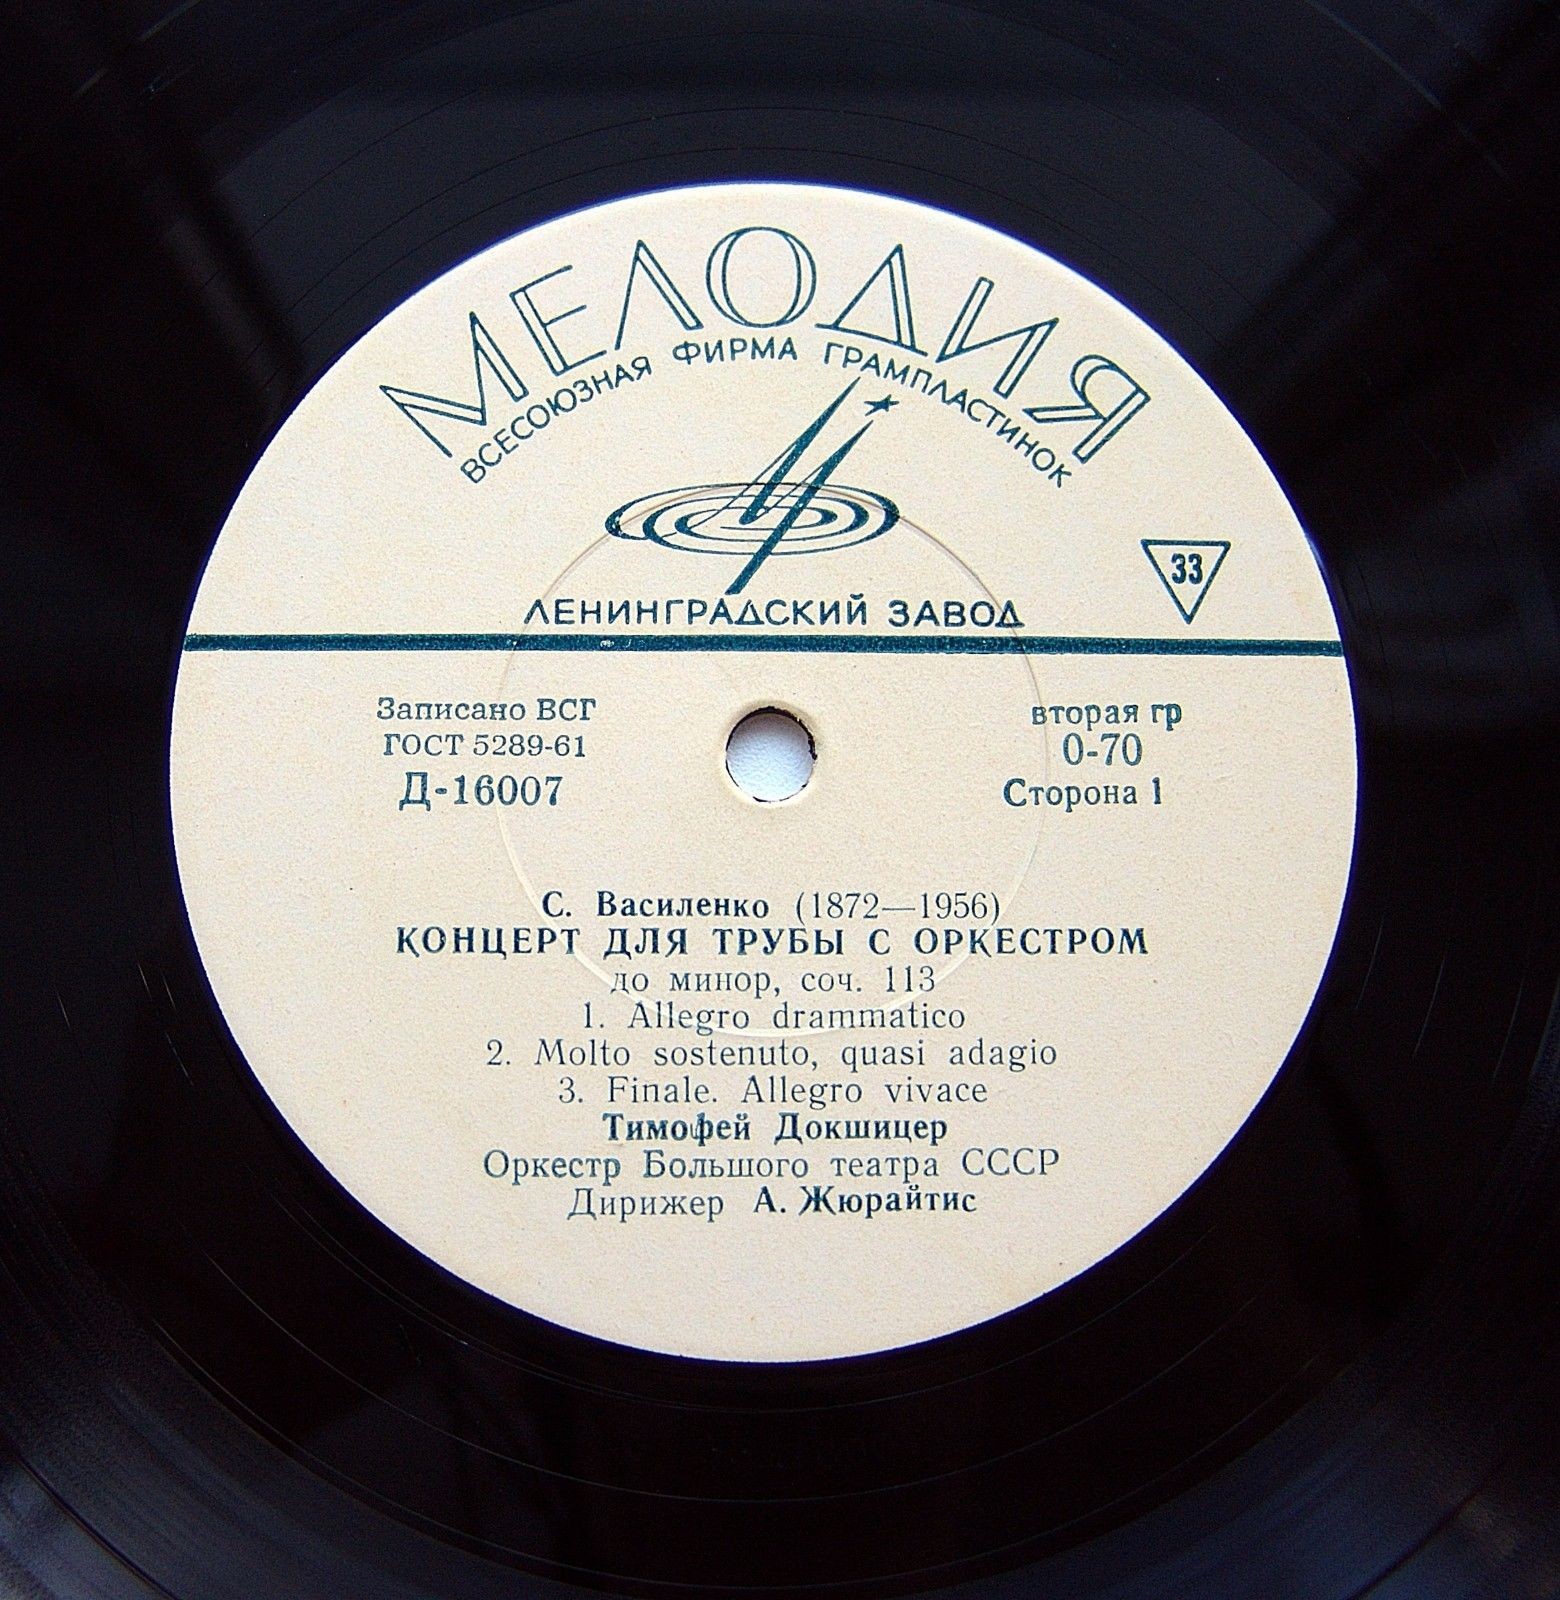 МЕЛОДИЯ
ВСЕСОЮЗНАЯ ФИРМА ГРАМПЛАСТИНОК
33
ЛЕНИНГРАДСКИЙ ЗАВОД
Записано ВСГ
ГОСТ 5289-61
Д-16007
вторая гр
0-70
Сторона 1
С. Василенко (1872—1956)
КОНЦЕРТ ДЛЯ ТРУБЫ С ОРКЕСТРОМ
до минор, соч. 113
1. Allegro drammatico
2. Molto sostenuto, quasi adagio
3. Finale. Allegro vivace
Тимофей Докшицер
Оркестр Большого театра СССР
Дирижер А. Жюрайтис